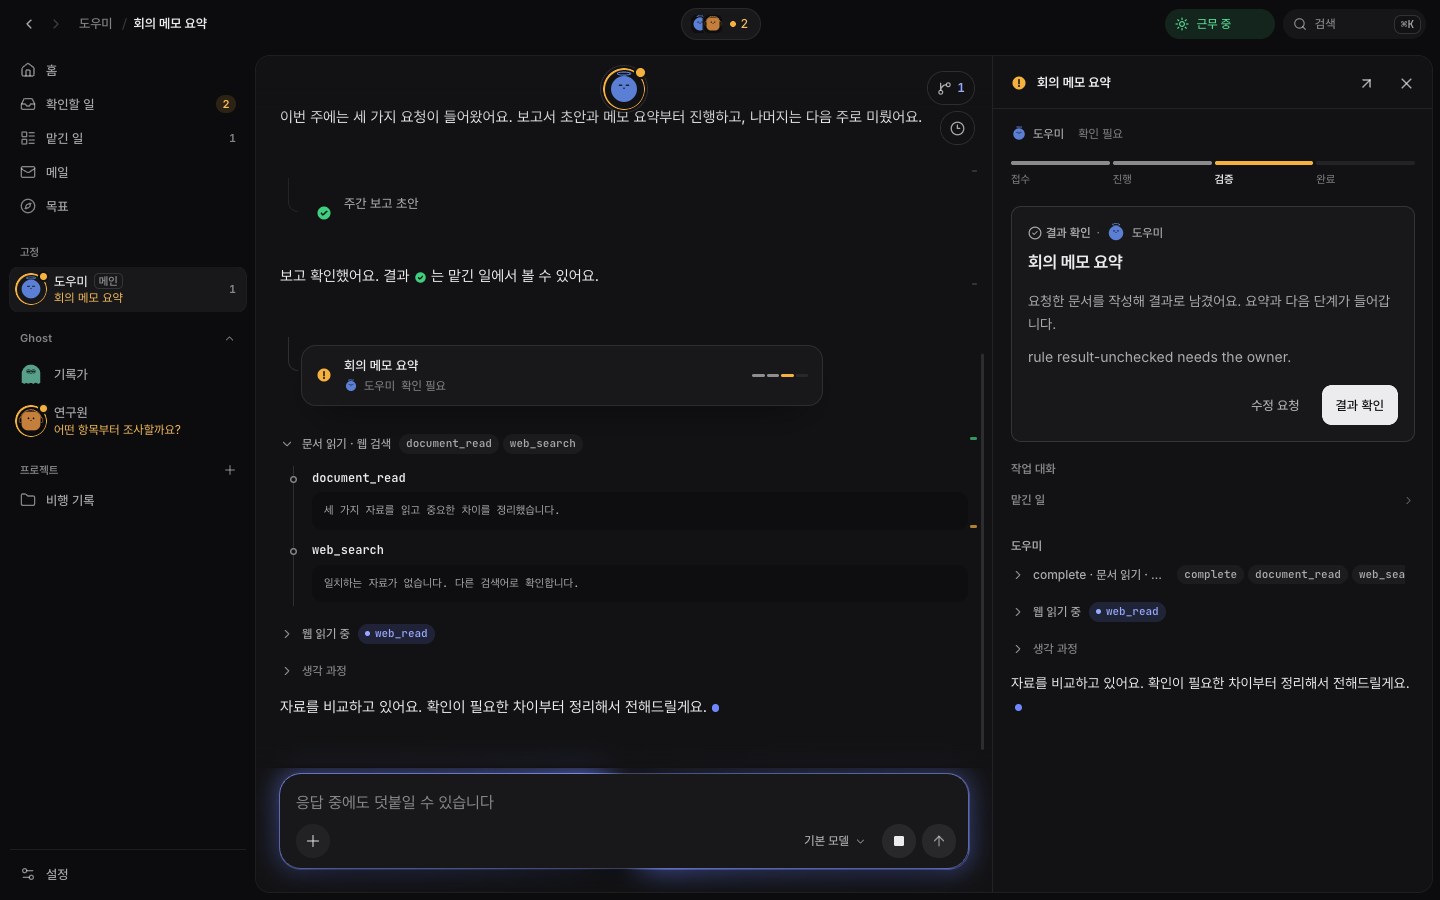 도우미 / 회의 메모 요약
2
근무 중
검색
⌘K
홈
확인할 일
2
맡긴 일
1
메일
목표
고정
도우미 메인
회의 메모 요약
1
Ghost
기록가
연구원
어떤 항목부터 조사할까요?
프로젝트
비행 기록
설정
이번 주에는 세 가지 요청이 들어왔어요. 보고서 초안과 메모 요약부터 진행하고, 나머지는 다음 주로 미뤘어요.
1
주간 보고 초안
보고 확인했어요. 결과 는 맡긴 일에서 볼 수 있어요.
회의 메모 요약
도우미 확인 필요
문서 읽기 · 웹 검색 document_read web_search
document_read
세 가지 자료를 읽고 중요한 차이를 정리했습니다.
web_search
일치하는 자료가 없습니다. 다른 검색어로 확인합니다.
웹 읽기 중 web_read
생각 과정
자료를 비교하고 있어요. 확인이 필요한 차이부터 정리해서 전해드릴게요.
응답 중에도 덧붙일 수 있습니다
기본 모델
회의 메모 요약
도우미 확인 필요
접수 진행 검증 완료
결과 확인 · 도우미
회의 메모 요약
요청한 문서를 작성해 결과로 남겼어요. 요약과 다음 단계가 들어갑
니다.
rule result-unchecked needs the owner.
수정 요청 결과 확인
작업 대화
맡긴 일
도우미
complete · 문서 읽기 · ... complete document_read web_sea
웹 읽기 중 web_read
생각 과정
자료를 비교하고 있어요. 확인이 필요한 차이부터 정리해서 전해드릴게요.